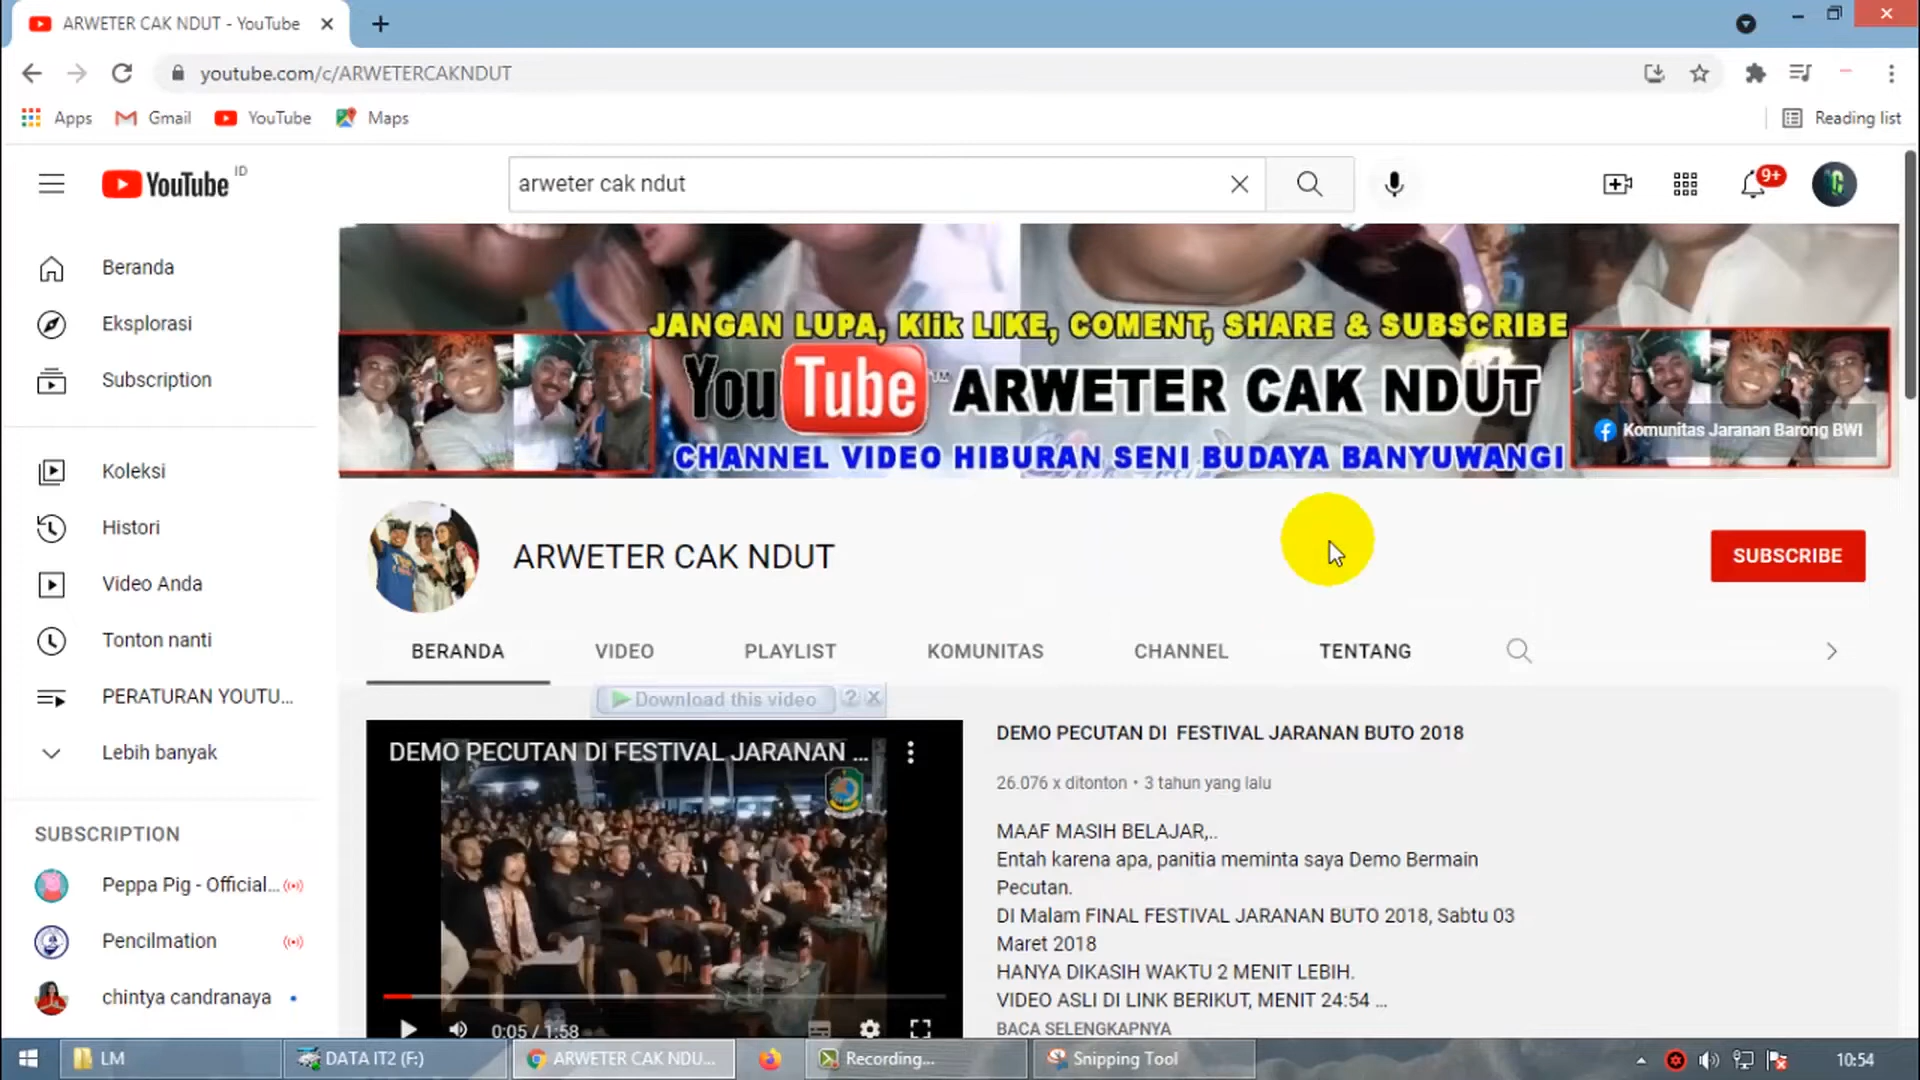 ARWETER CAK NDUT - YouTube
youtube.com/c/ARWETERCAKNDUT
Apps
Gmail
YouTube
Maps
Reading list
YouTube ID
arweter cak ndut
9+
Beranda
Eksplorasi
Subscription
Koleksi
Histori
Video Anda
Tonton nanti
PERATURAN YOUTU...
Lebih banyak
SUBSCRIPTION
Peppa Pig - Official...
Pencilmation
chintya candranaya
JANGAN LUPA, Klik LIKE, COMENT, SHARE & SUBSCRIBE
YouTube™ ARWETER CAK NDUT
CHANNEL VIDEO HIBURAN SENI BUDAYA BANYUWANGI
Komunitas Jaranan Barong BWI
ARWETER CAK NDUT
SUBSCRIBE
BERANDA
VIDEO
PLAYLIST
KOMUNITAS
CHANNEL
TENTANG
Download this video
?
DEMO PECUTAN DI FESTIVAL JARANAN ...
0:05 / 1:58
DEMO PECUTAN DI FESTIVAL JARANAN BUTO 2018
26.076 x ditonton • 3 tahun yang lalu
MAAF MASIH BELAJAR,..
Entah karena apa, panitia meminta saya Demo Bermain
Pecutan.
DI Malam FINAL FESTIVAL JARANAN BUTO 2018, Sabtu 03
Maret 2018
HANYA DIKASIH WAKTU 2 MENIT LEBIH.
VIDEO ASLI DI LINK BERIKUT, MENIT 24:54 ...
BACA SELENGKAPNYA
LM
DATA IT2 (F:)
ARWETER CAK NDU...
Recording...
Snipping Tool
10:54